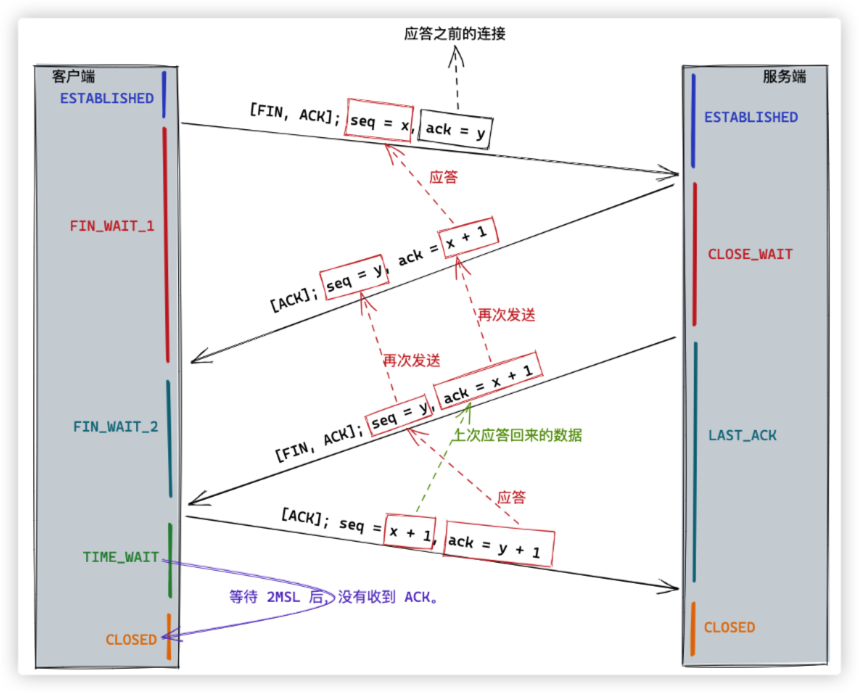 应答之前的连接
客户端
服务端
ESTABLISHED
ESTABLISHED
[FIN, ACK]; seq = x, ack = y
应答
FIN_WAIT_1
CLOSE_WAIT
[ACK]; seq = y, ack = x + 1
再次发送
再次发送
[FIN, ACK]; seq = y, ack = x + 1
FIN_WAIT_2
上次应答回来的数据
LAST_ACK
应答
[ACK]; seq = x + 1, ack = y + 1
TIME_WAIT
等待 2MSL 后,没有收到 ACK。
CLOSED
CLOSED